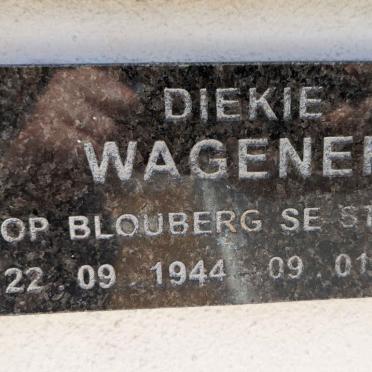 DIEKIE
WAGENE
OP BLOUBERG SE ST
22 . 09 . 1944 09 . 01